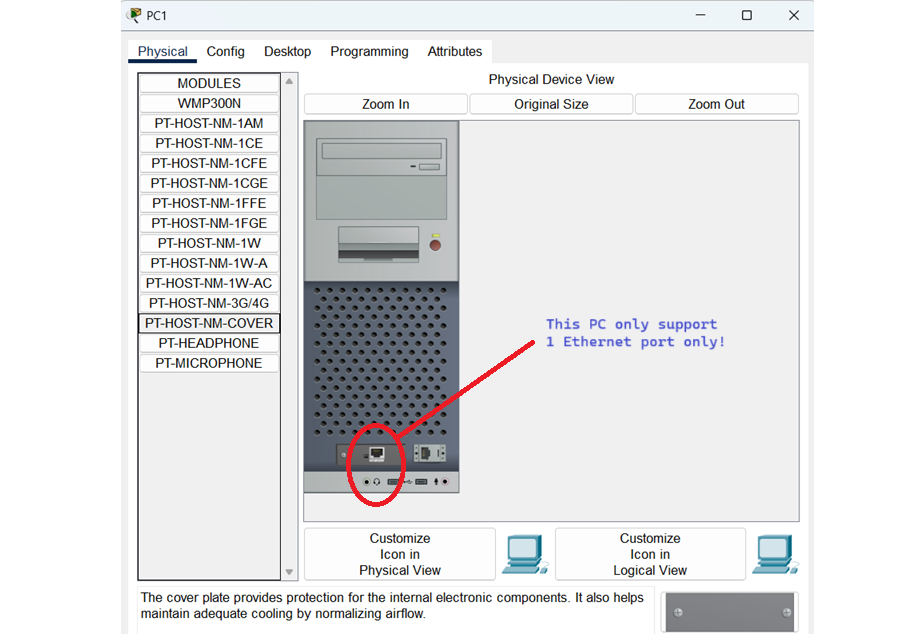 PC1
Physical Config Desktop Programming Attributes
MODULES
WMP300N
PT-HOST-NM-1AM
PT-HOST-NM-1CE
PT-HOST-NM-1CFE
PT-HOST-NM-1CGE
PT-HOST-NM-1FFE
PT-HOST-NM-1FGE
PT-HOST-NM-1W
PT-HOST-NM-1W-A
PT-HOST-NM-1W-AC
PT-HOST-NM-3G/4G
PT-HOST-NM-COVER
PT-HEADPHONE
PT-MICROPHONE
Physical Device View
Zoom In Original Size Zoom Out
This PC only support
1 Ethernet port only!
Customize
Icon in
Physical View
Customize
Icon in
Logical View
The cover plate provides protection for the internal electronic components. It also helps
maintain adequate cooling by normalizing airflow.